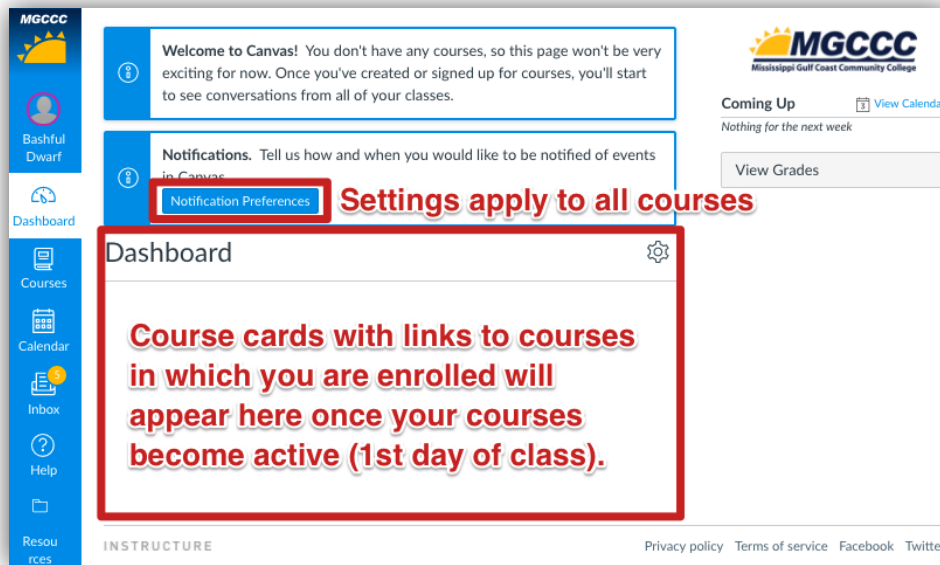 MGCCC
Bashful
Dwarf
Dashboard
Courses
Calendar
5
Inbox
Help
Resou
rces
Welcome to Canvas! You don't have any courses, so this page won't be very
exciting for now. Once you've created or signed up for courses, you'll start
to see conversations from all of your classes.
Notifications. Tell us how and when you would like to be notified of events
in Canvas
Notification Preferences
Settings apply to all courses
Dashboard
Course cards with links to courses
in which you are enrolled will
appear here once your courses
become active (1st day of class).
MGCCC
Mississippi Gulf Coast Community College
Coming Up
3 View Calenda
Nothing for the next week
View Grades
INSTRUCTURE
Privacy policy Terms of service Facebook Twitte